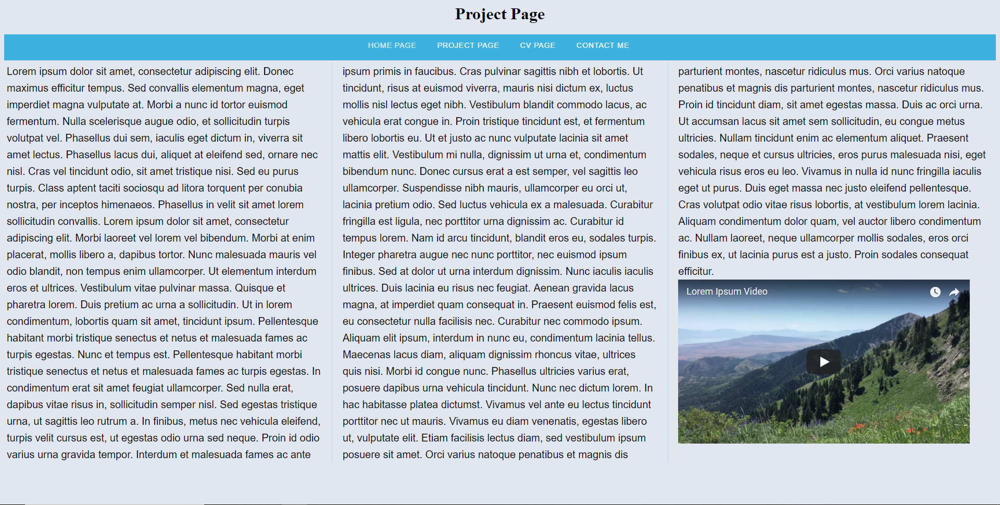 Project Page
HOME PAGE PROJECT PAGE CV PAGE CONTACT ME
Lorem ipsum dolor sit amet, consectetur adipiscing elit. Donec
maximus efficitur tempus. Sed convallis elementum magna, eget
imperdiet magna vulputate at. Morbi a nunc id tortor euismod
fermentum. Nulla scelerisque augue odio, et sollicitudin turpis
volutpat vel. Phasellus dui sem, iaculis eget dictum in, viverra sit
amet lectus. Phasellus lacus dui, aliquet at eleifend sed, ornare nec
nisl. Cras vel tincidunt odio, sit amet tristique nisi. Sed eu purus
turpis. Class aptent taciti sociosqu ad litora torquent per conubia
nostra, per inceptos himenaeos. Phasellus in velit sit amet lorem
sollicitudin convallis. Lorem ipsum dolor sit amet, consectetur
adipiscing elit. Morbi laoreet vel lorem vel bibendum. Morbi at enim
placerat, mollis libero a, dapibus tortor. Nunc malesuada mauris vel
odio blandit, non tempus enim ullamcorper. Ut elementum interdum
eros et ultrices. Vestibulum vitae pulvinar massa. Quisque et
pharetra lorem. Duis pretium ac urna a sollicitudin. Ut in lorem
condimentum, lobortis quam sit amet, tincidunt ipsum. Pellentesque
habitant morbi tristique senectus et netus et malesuada fames ac
turpis egestas. Nunc et tempus est. Pellentesque habitant morbi
tristique senectus et netus et malesuada fames ac turpis egestas. In
condimentum erat sit amet feugiat ullamcorper. Sed nulla erat,
dapibus vitae risus in, sollicitudin semper nisl. Sed egestas tristique
urna, ut sagittis leo rutrum a. In finibus, metus nec vehicula eleifend,
turpis velit cursus est, ut egestas odio urna sed neque. Proin id odio
varius urna gravida tempor. Interdum et malesuada fames ac ante
ipsum primis in faucibus. Cras pulvinar sagittis nibh et lobortis. Ut
tincidunt, risus at euismod viverra, mauris nisi dictum ex, luctus
mollis nisl lectus eget nibh. Vestibulum blandit commodo lacus, ac
vehicula erat congue in. Proin tristique tincidunt est, et fermentum
libero lobortis eu. Ut et justo ac nunc vulputate lacinia sit amet
mattis elit. Vestibulum mi nulla, dignissim ut urna et, condimentum
bibendum nunc. Donec cursus erat a est semper, vel sagittis leo
ullamcorper. Suspendisse nibh mauris, ullamcorper eu orci ut,
lacinia pretium odio. Sed luctus vehicula ex a malesuada. Curabitur
fringilla est ligula, nec porttitor urna dignissim ac. Curabitur id
tempus lorem. Nam id arcu tincidunt, blandit eros eu, sodales turpis.
Integer pharetra augue nec nunc porttitor, nec euismod ipsum
finibus. Sed at dolor ut urna interdum dignissim. Nunc iaculis iaculis
ultrices. Duis lacinia eu risus nec feugiat. Aenean gravida lacus
magna, at imperdiet quam consequat in. Praesent euismod felis est,
eu consectetur nulla facilisis nec. Curabitur nec commodo ipsum.
Aliquam elit ipsum, interdum in nunc eu, condimentum lacinia tellus.
Maecenas lacus diam, aliquam dignissim rhoncus vitae, ultrices
quis nisi. Morbi id congue nunc. Phasellus ultricies varius erat,
posuere dapibus urna vehicula tincidunt. Nunc nec dictum lorem. In
hac habitasse platea dictumst. Vivamus vel ante eu lectus tincidunt
porttitor nec ut mauris. Vivamus eu diam venenatis, egestas libero
ut, vulputate elit. Etiam facilisis lectus diam, sed vestibulum ipsum
posuere sit amet. Orci varius natoque penatibus et magnis dis
parturient montes, nascetur ridiculus mus. Orci varius natoque
penatibus et magnis dis parturient montes, nascetur ridiculus mus.
Proin id tincidunt diam, sit amet egestas massa. Duis ac orci urna.
Ut accumsan lacus sit amet sem sollicitudin, eu congue metus
ultricies. Nullam tincidunt enim ac elementum aliquet. Praesent
sodales, neque et cursus ultricies, eros purus malesuada nisi, eget
vehicula risus eros eu leo. Vivamus in nulla id nunc fringilla iaculis
eget ut purus. Duis eget massa nec justo eleifend pellentesque.
Cras volutpat odio vitae risus lobortis, at vestibulum lorem lacinia.
Aliquam condimentum dolor quam, vel auctor libero condimentum
ac. Nullam laoreet, neque ullamcorper mollis sodales, eros orci
finibus ex, ut lacinia purus est a justo. Proin sodales consequat
efficitur.
Lorem Ipsum Video